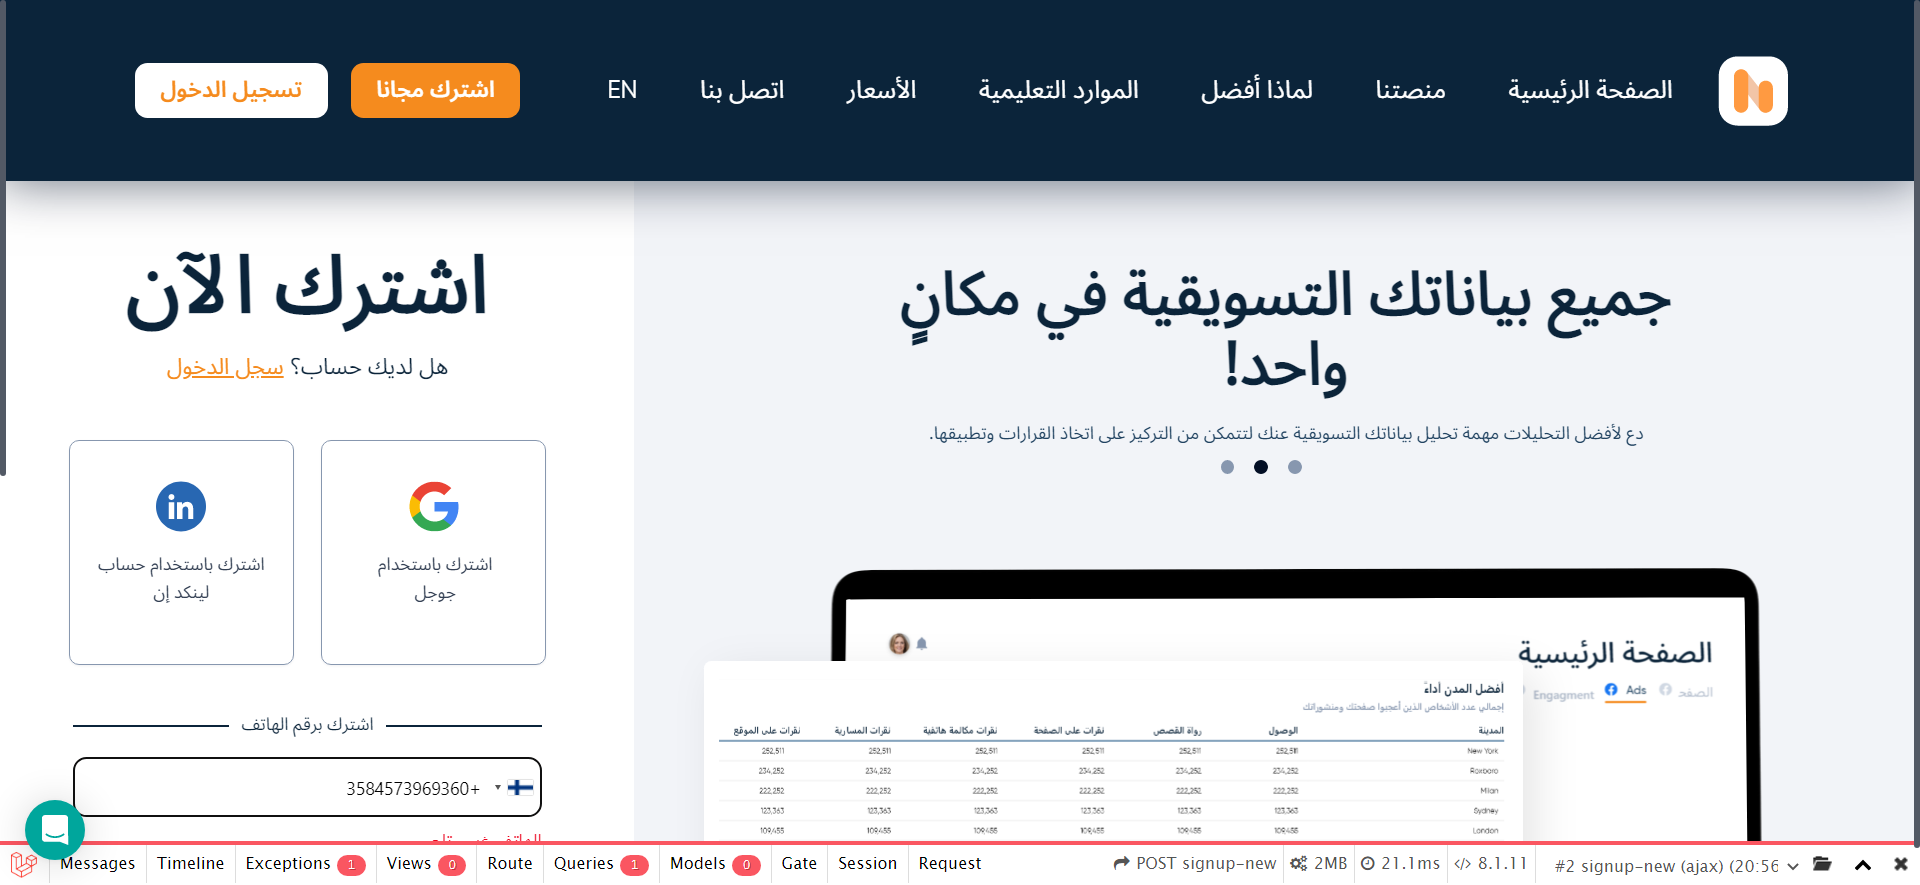 الصفحة الرئيسية
منصتنا
لماذا أفضل
الموارد التعليمية
الأسعار
اتصل بنا
EN
اشترك مجانا
تسجيل الدخول
جميع بياناتك التسويقية في مكانٍ
واحد!
دع لأفضل التحليلات مهمة تحليل بياناتك التسويقية عنك لتتمكن من التركيز على اتخاذ القرارات وتطبيقها.
الصفحة الرئيسية
الصفح Ads Engagment
أفضل المدن أداءً
إجمالي عدد الأشخاص الذين أعجبوا صفحتك ومنشوراتك
المدينة الوصول رواة القصص نقرات على الصفحة نقرات مكالمة هاتفية نقرات المسارية نقرات على الموقع
New York 252,511 252,511 252,511 252,511 252,511 252,511
Roxboro 234,252 234,252 234,252 234,252 234,252 234,252
Milan 222,252 222,252 222,252 222,252 222,252 222,252
Sydney 123,363 123,363 123,363 123,363 123,363 123,363
London 109,455 109,455 109,455 109,455 109,455 109,455
اشترك الآن
هل لديك حساب؟ سجل الدخول
اشترك باستخدام
جوجل
in
اشترك باستخدام حساب
لينكد إن
اشترك برقم الهاتف
3584573969360+
Messages Timeline Exceptions 1 Views 0 Route Queries 1 Models 0 Gate Session Request POST signup-new 2MB 21.1ms 8.1.11 #2 signup-new (ajax) (20:56